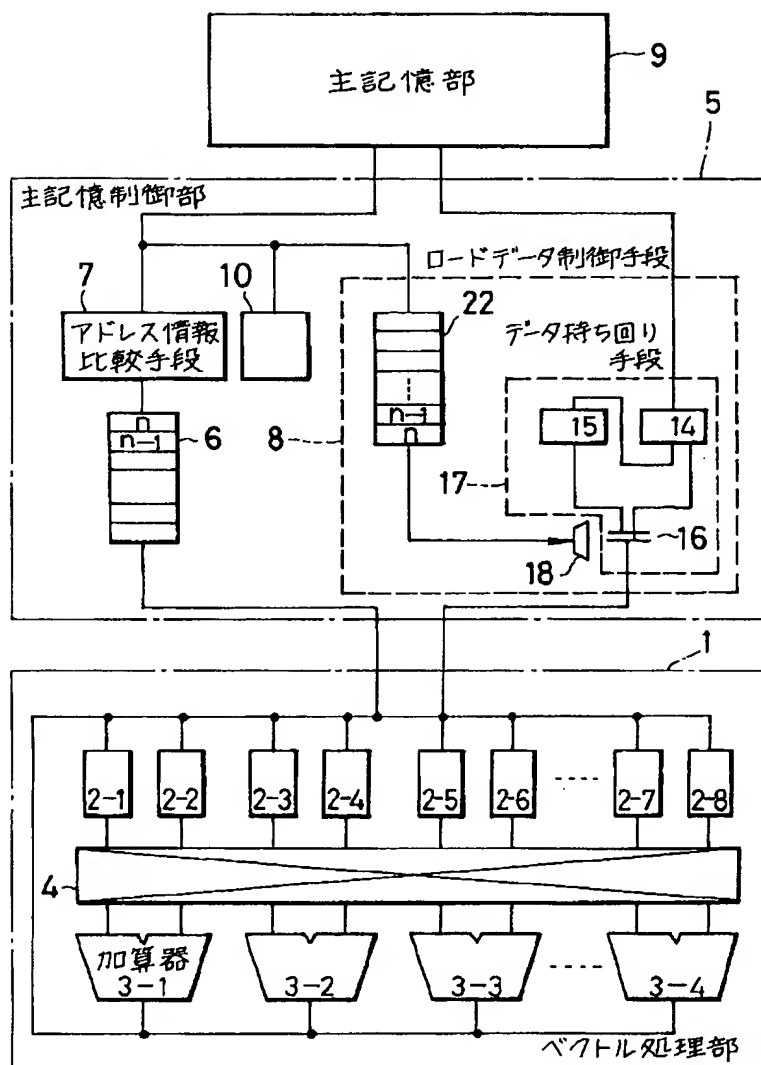 主記憶部
9
5
主記憶制御部
ロードデータ制御手段
7
アドレス情報
比較手段
10
22
データ持ち回り
手段
n
n-1
6
n-1
n
8
15
14
17
16
18
1
2-1
2-2
2-3
2-4
2-5
2-6
2-7
2-8
4
加算器
3-1
3-2
3-3
3-4
ベクトル処理部